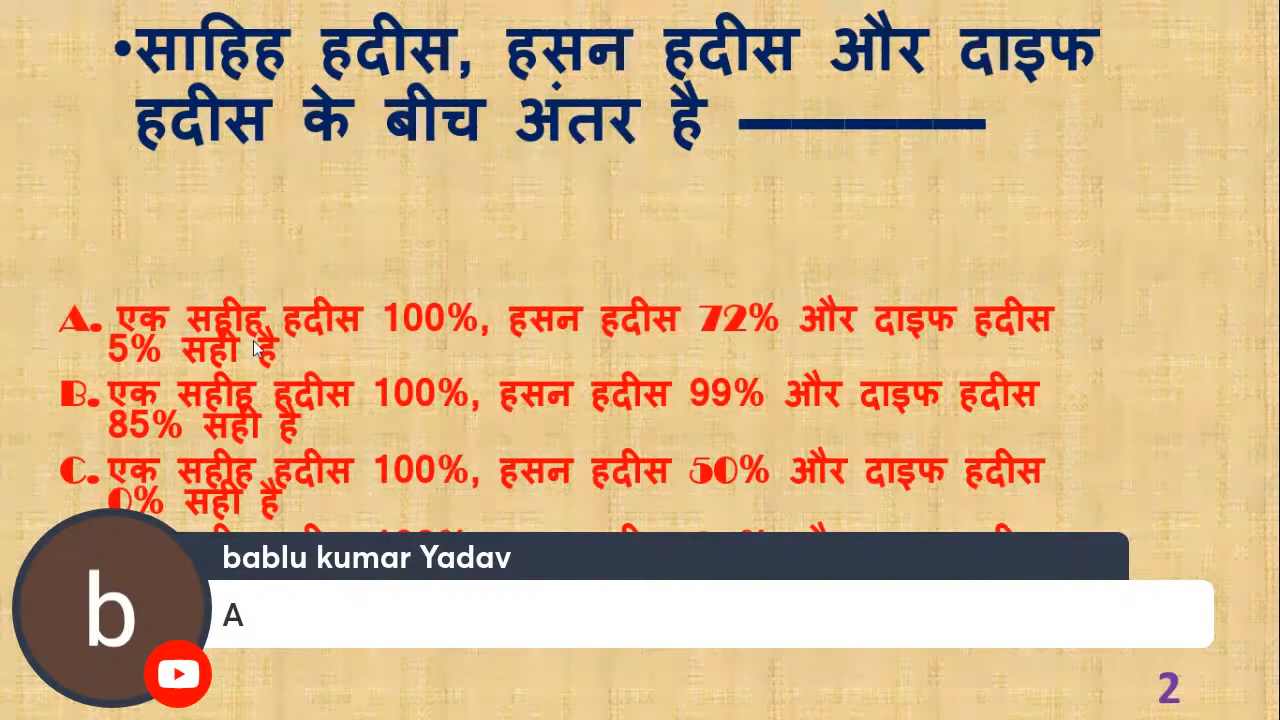 •साहिह हदीस, हसन हदीस और दाइफ
हदीस के बीच अंतर है ————
A. एक सहीह हदीस 100%, हसन हदीस 72% और दाइफ हदीस
5% सही है
B. एक सहीह हदीस 100%, हसन हदीस 99% और दाइफ हदीस
85% सही है
C. एक सहीह हदीस 100%, हसन हदीस 50% और दाइफ हदीस
0% सही है
bablu kumar Yadav
b
A
2